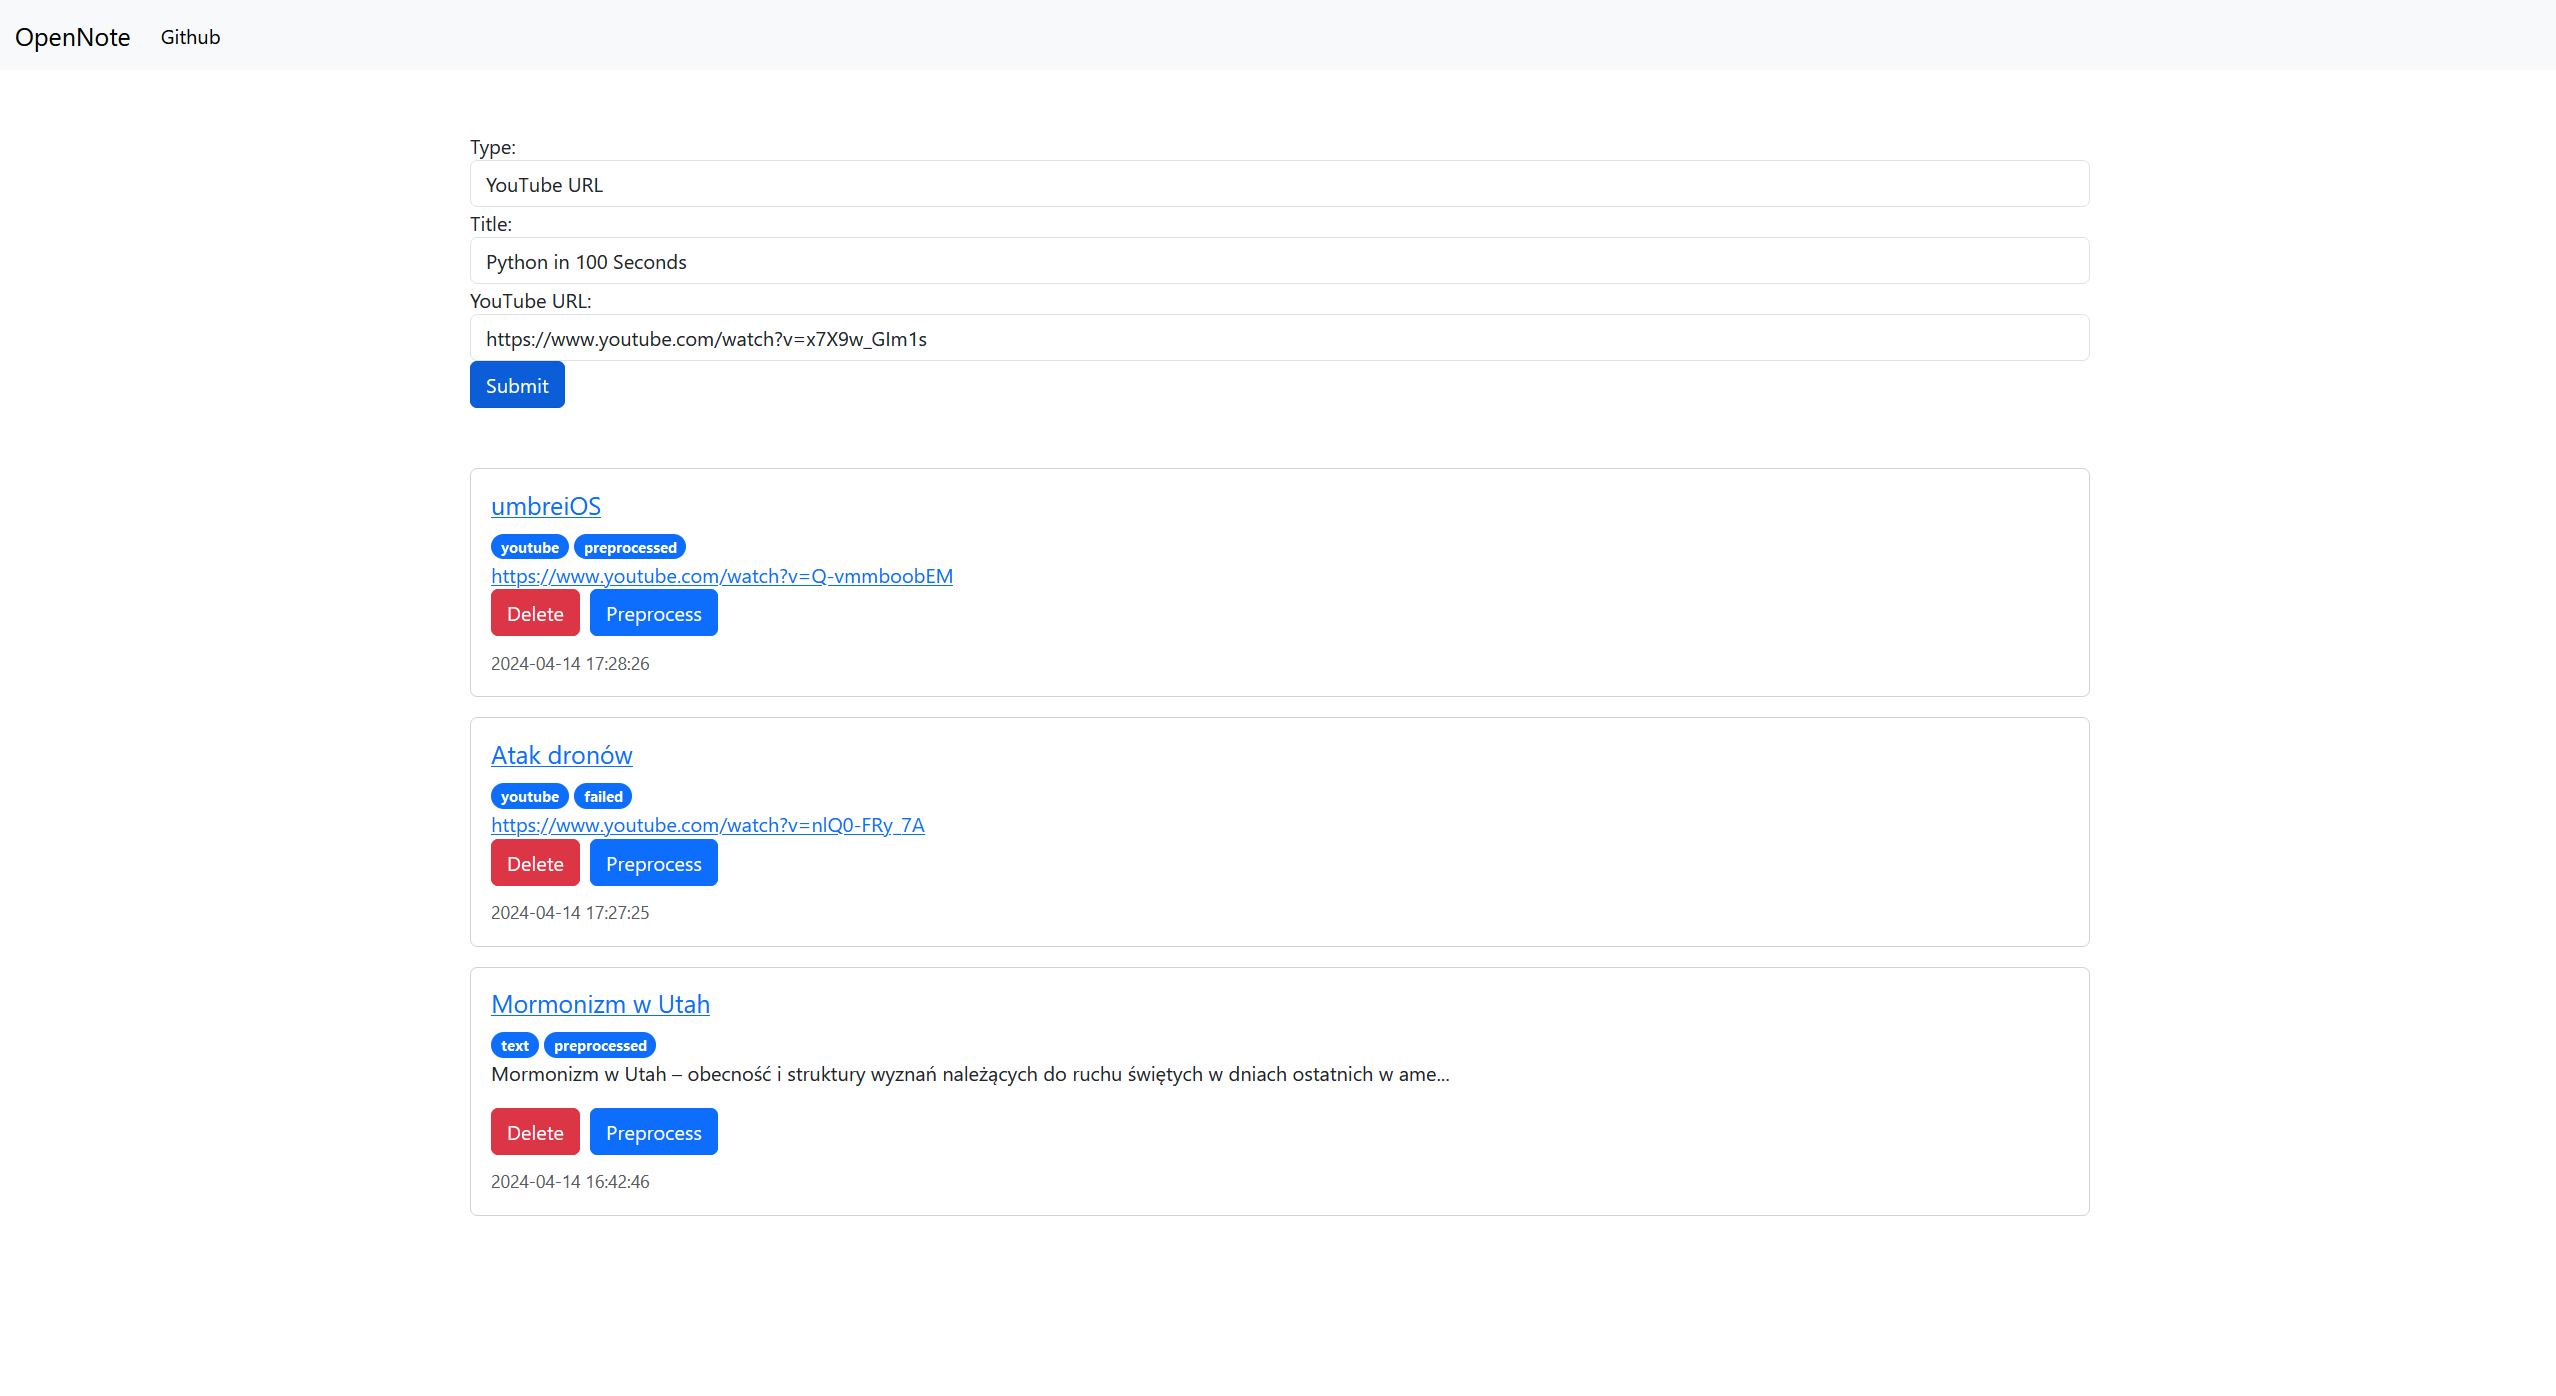 OpenNote Github
Type:
YouTube URL
Title:
Python in 100 Seconds
YouTube URL:
https://www.youtube.com/watch?v=x7X9w_GIm1s
Submit
umbreiOS
youtube preprocessed
https://www.youtube.com/watch?v=Q-vmmboobEM
Delete Preprocess
2024-04-14 17:28:26
Atak dronów
youtube failed
https://www.youtube.com/watch?v=nlQ0-FRy_7A
Delete Preprocess
2024-04-14 17:27:25
Mormonizm w Utah
text preprocessed
Mormonizm w Utah – obecność i struktury wyznań należących do ruchu świętych w dniach ostatnich w ame...
Delete Preprocess
2024-04-14 16:42:46